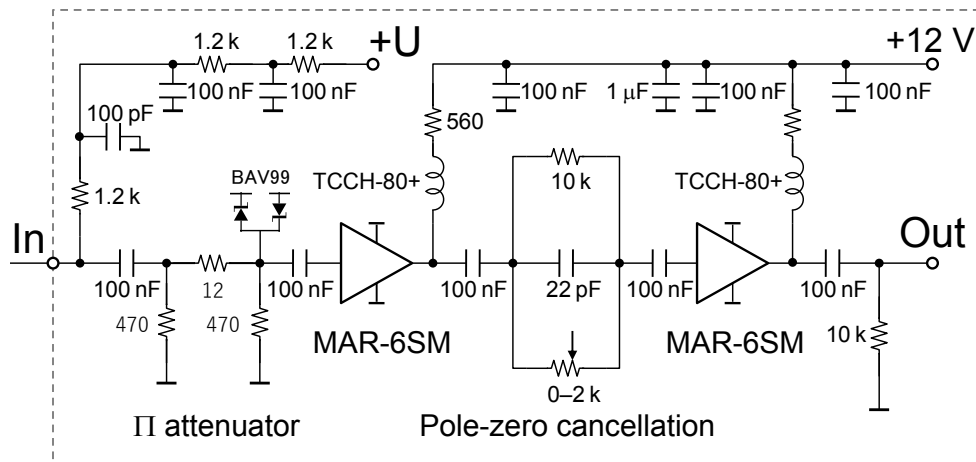 1.2 k
1.2 k
+U
+12 V
100 nF
100 nF
100 nF
1 μF
100 nF
100 nF
100 pF
560
1.2 k
BAV99
TCCH-80+
10 k
TCCH-80+
In
Out
100 nF
12
100 nF
100 nF
22 pF
100 nF
100 nF
470
470
MAR-6SM
MAR-6SM
10 k
0–2 k
Π attenuator
Pole-zero cancellation